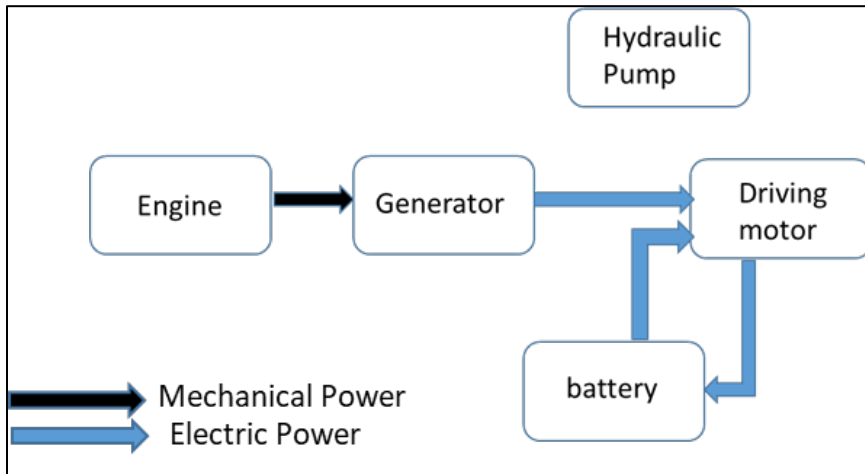 Hydraulic
Pump
Engine
Generator
Driving
motor
battery
Mechanical Power
Electric Power